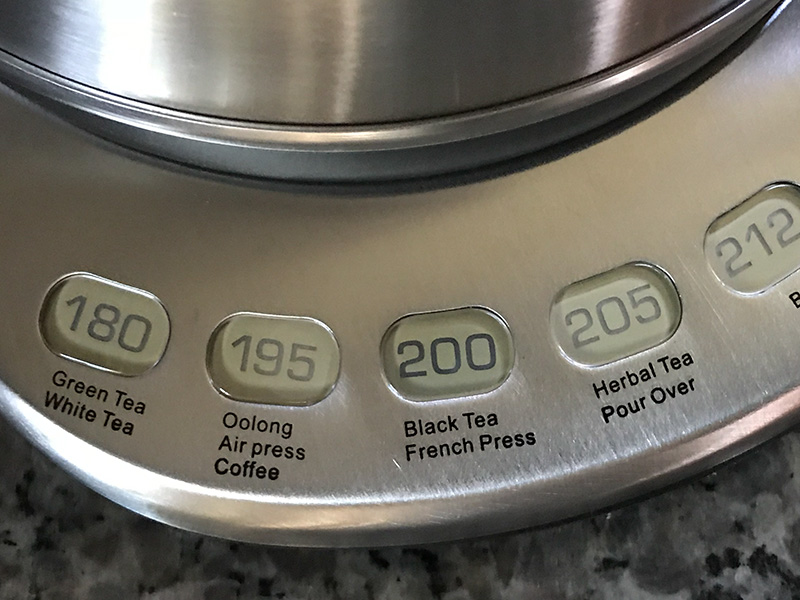 180
Green Tea
White Tea
195
Oolong
Air press
Coffee
200
Black Tea
French Press
205
Herbal Tea
Pour Over
212